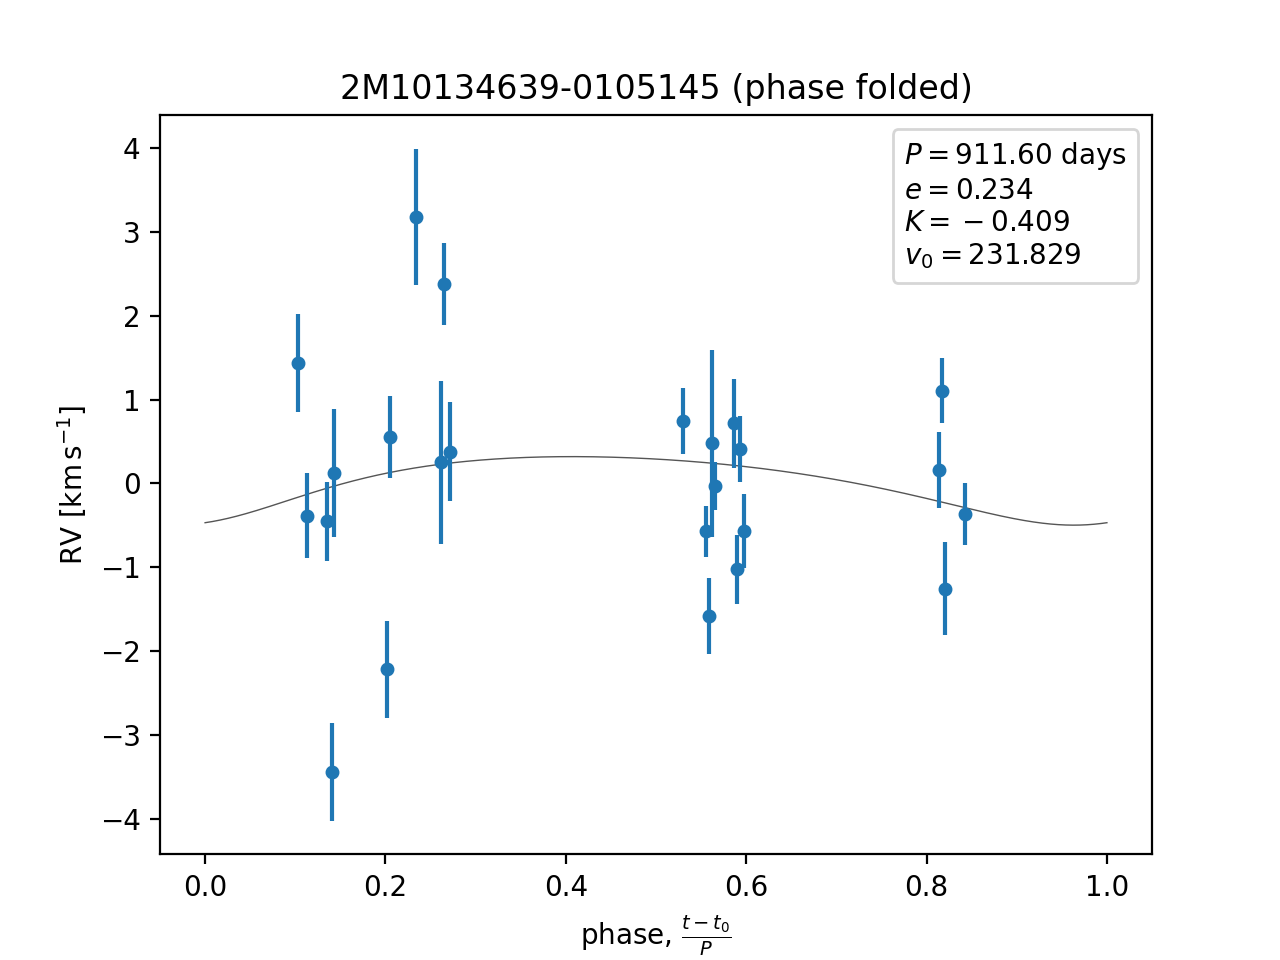 2M10134639-0105145 (phase folded)
P = 911.60 days
e = 0.234
K = −0.409
v₀ = 231.829
4
3
2
1
0
−1
−2
−3
−4
RV [km s⁻¹]
0.0 0.2 0.4 0.6 0.8 1.0
phase, (t − t₀)/P